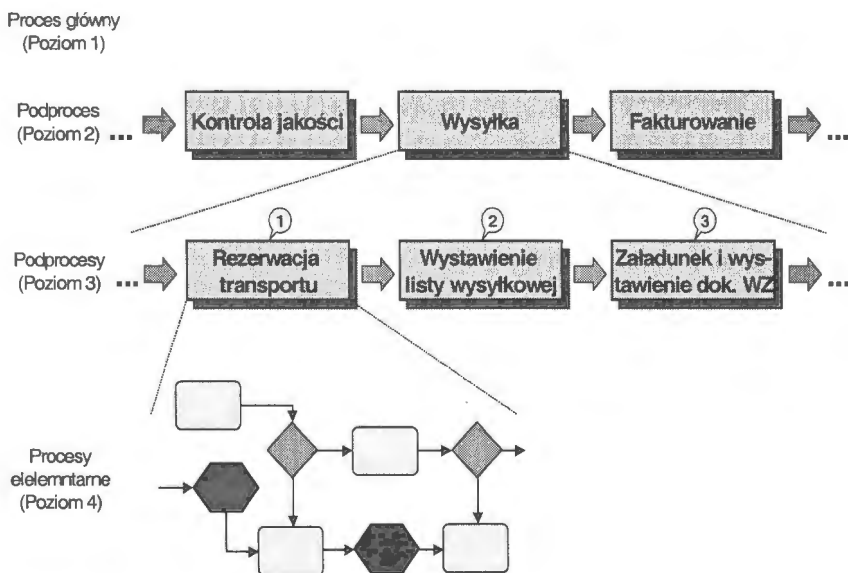 Proces główny
(Poziom 1)
Podproces
(Poziom 2)
...
Kontrola jakości
Wysyłka
Fakturowanie
...
1
2
3
Podprocesy
(Poziom 3)
...
Rezerwacja
transportu
Wystawienie
listy wysyłkowej
Załadunek i wys-
tawienie dok. WZ
...
Procesy
elelemntarne
(Poziom 4)